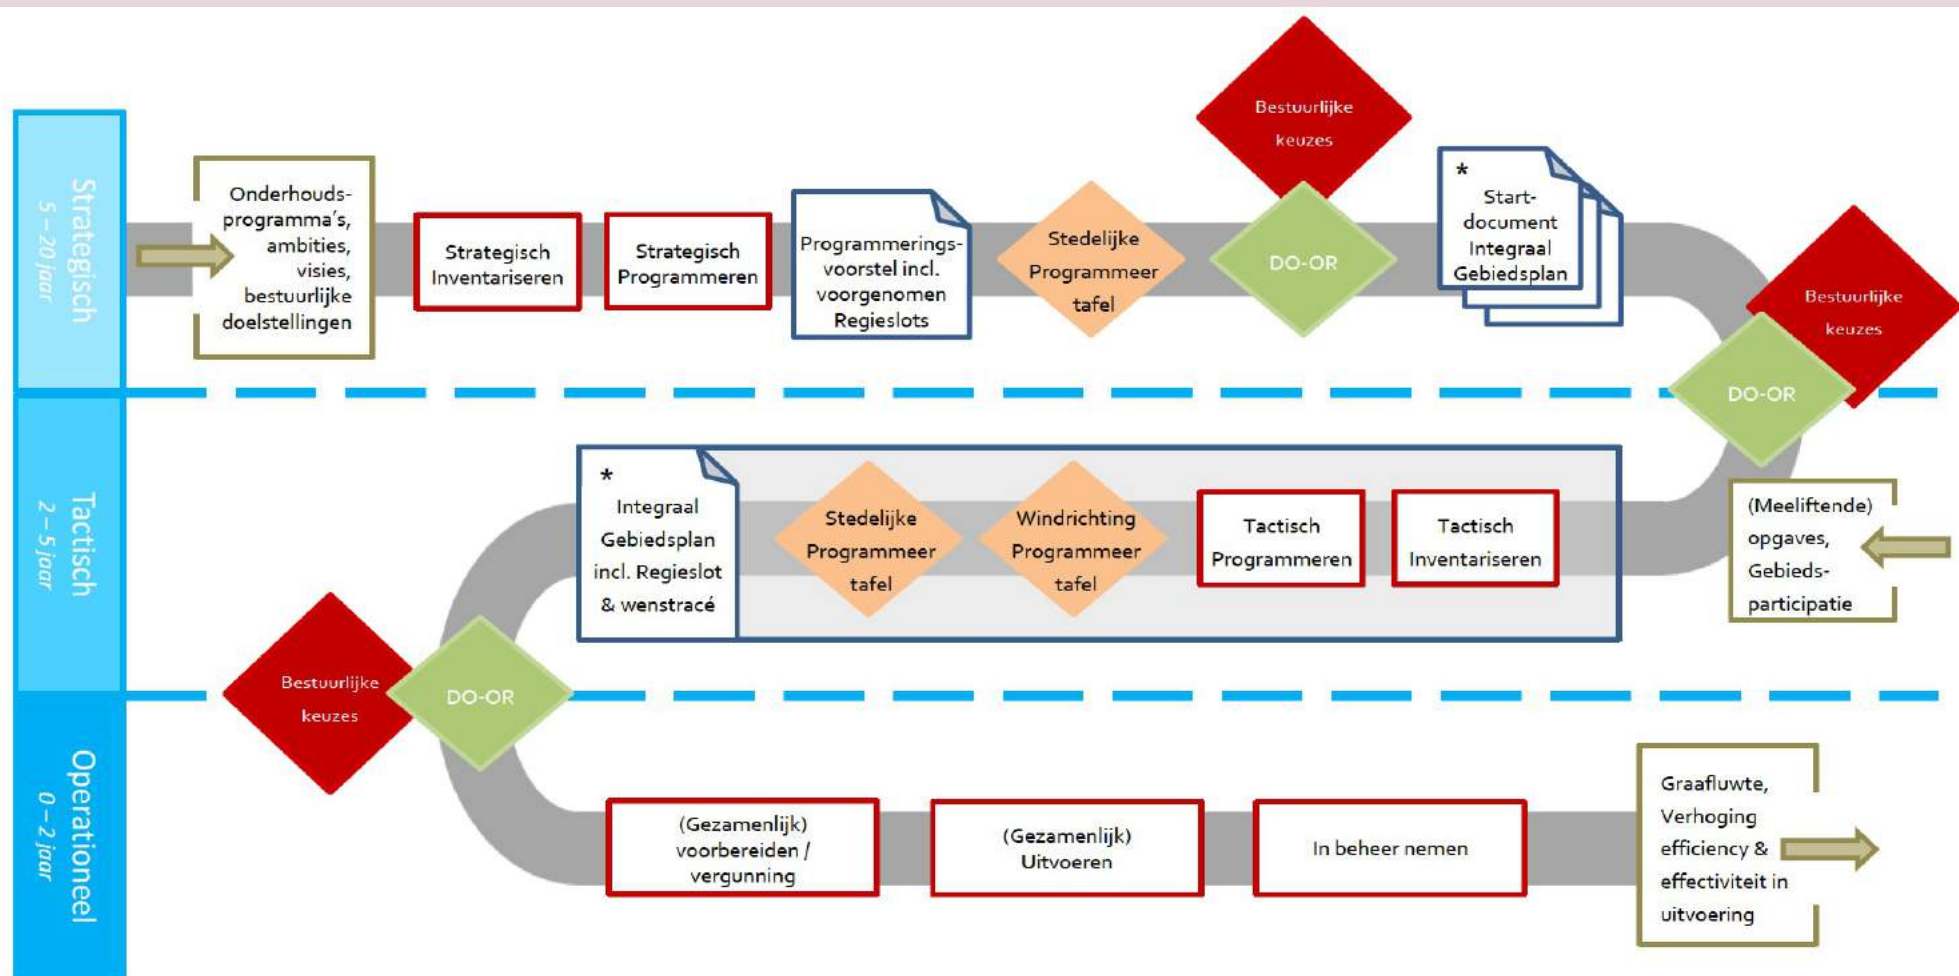 Strategisch
5 – 20 jaar
Onderhouds-
programma's,
ambities,
visies,
bestuurlijke
doelstellingen
Strategisch
Inventariseren
Strategisch
Programmeren
Programmerings-
voorstel incl.
voorgenomen
Regieslots
Stedelijke
Programmeer
tafel
Bestuurlijke
keuzes
DO-OR
*
Start-
document
Integraal
Gebiedsplan
Bestuurlijke
keuzes
DO-OR
Tactisch
2 – 5 jaar
(Meeliftende)
opgaves,
Gebieds-
participatie
Tactisch
Inventariseren
Tactisch
Programmeren
Windrichting
Programmeer
tafel
Stedelijke
Programmeer
tafel
*
Integraal
Gebiedsplan
incl. Regieslot
& wenstracé
Bestuurlijke
keuzes
DO-OR
Operationeel
0 – 2 jaar
(Gezamenlijk)
voorbereiden /
vergunning
(Gezamenlijk)
Uitvoeren
In beheer nemen
Graafluwte,
Verhoging
efficiency &
effectiviteit in
uitvoering